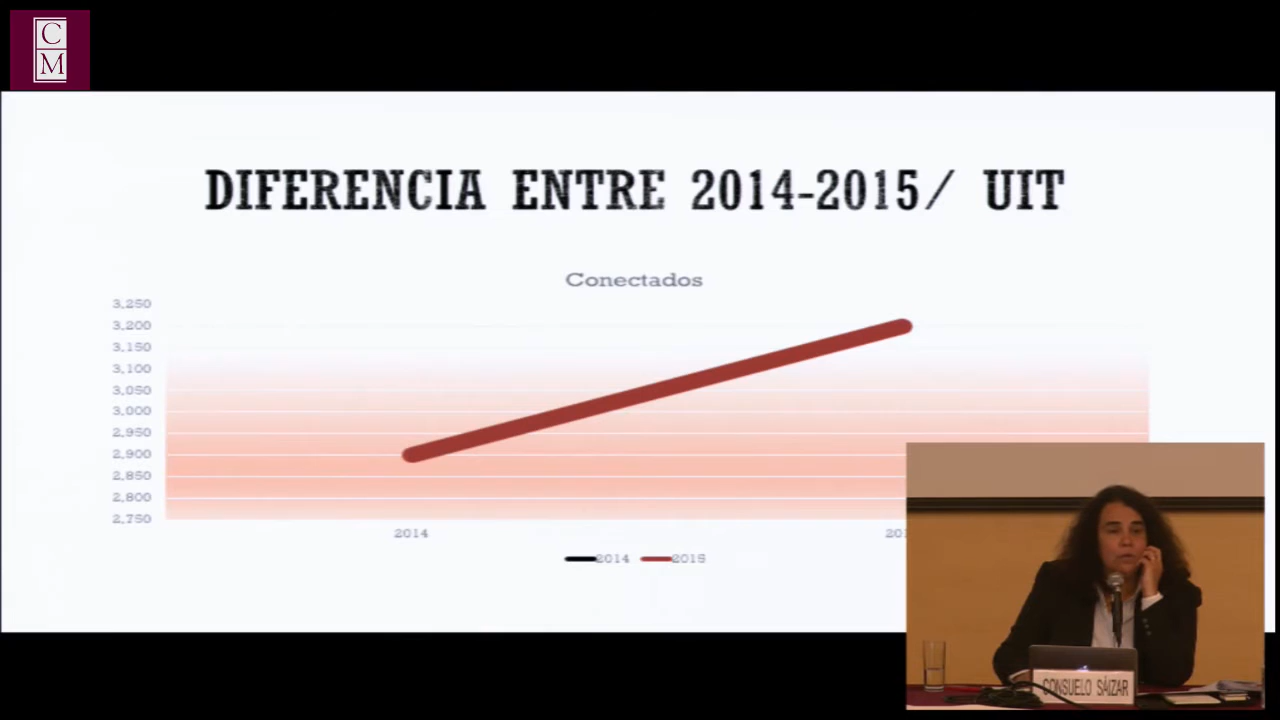 C
M
DIFERENCIA ENTRE 2014-2015/ UIT
Conectados
3,250
3,200
3,150
3,100
3,050
3,000
2,950
2,900
2,850
2,800
2,750
2014
2014 2015
CONSUELO SÁIZAR